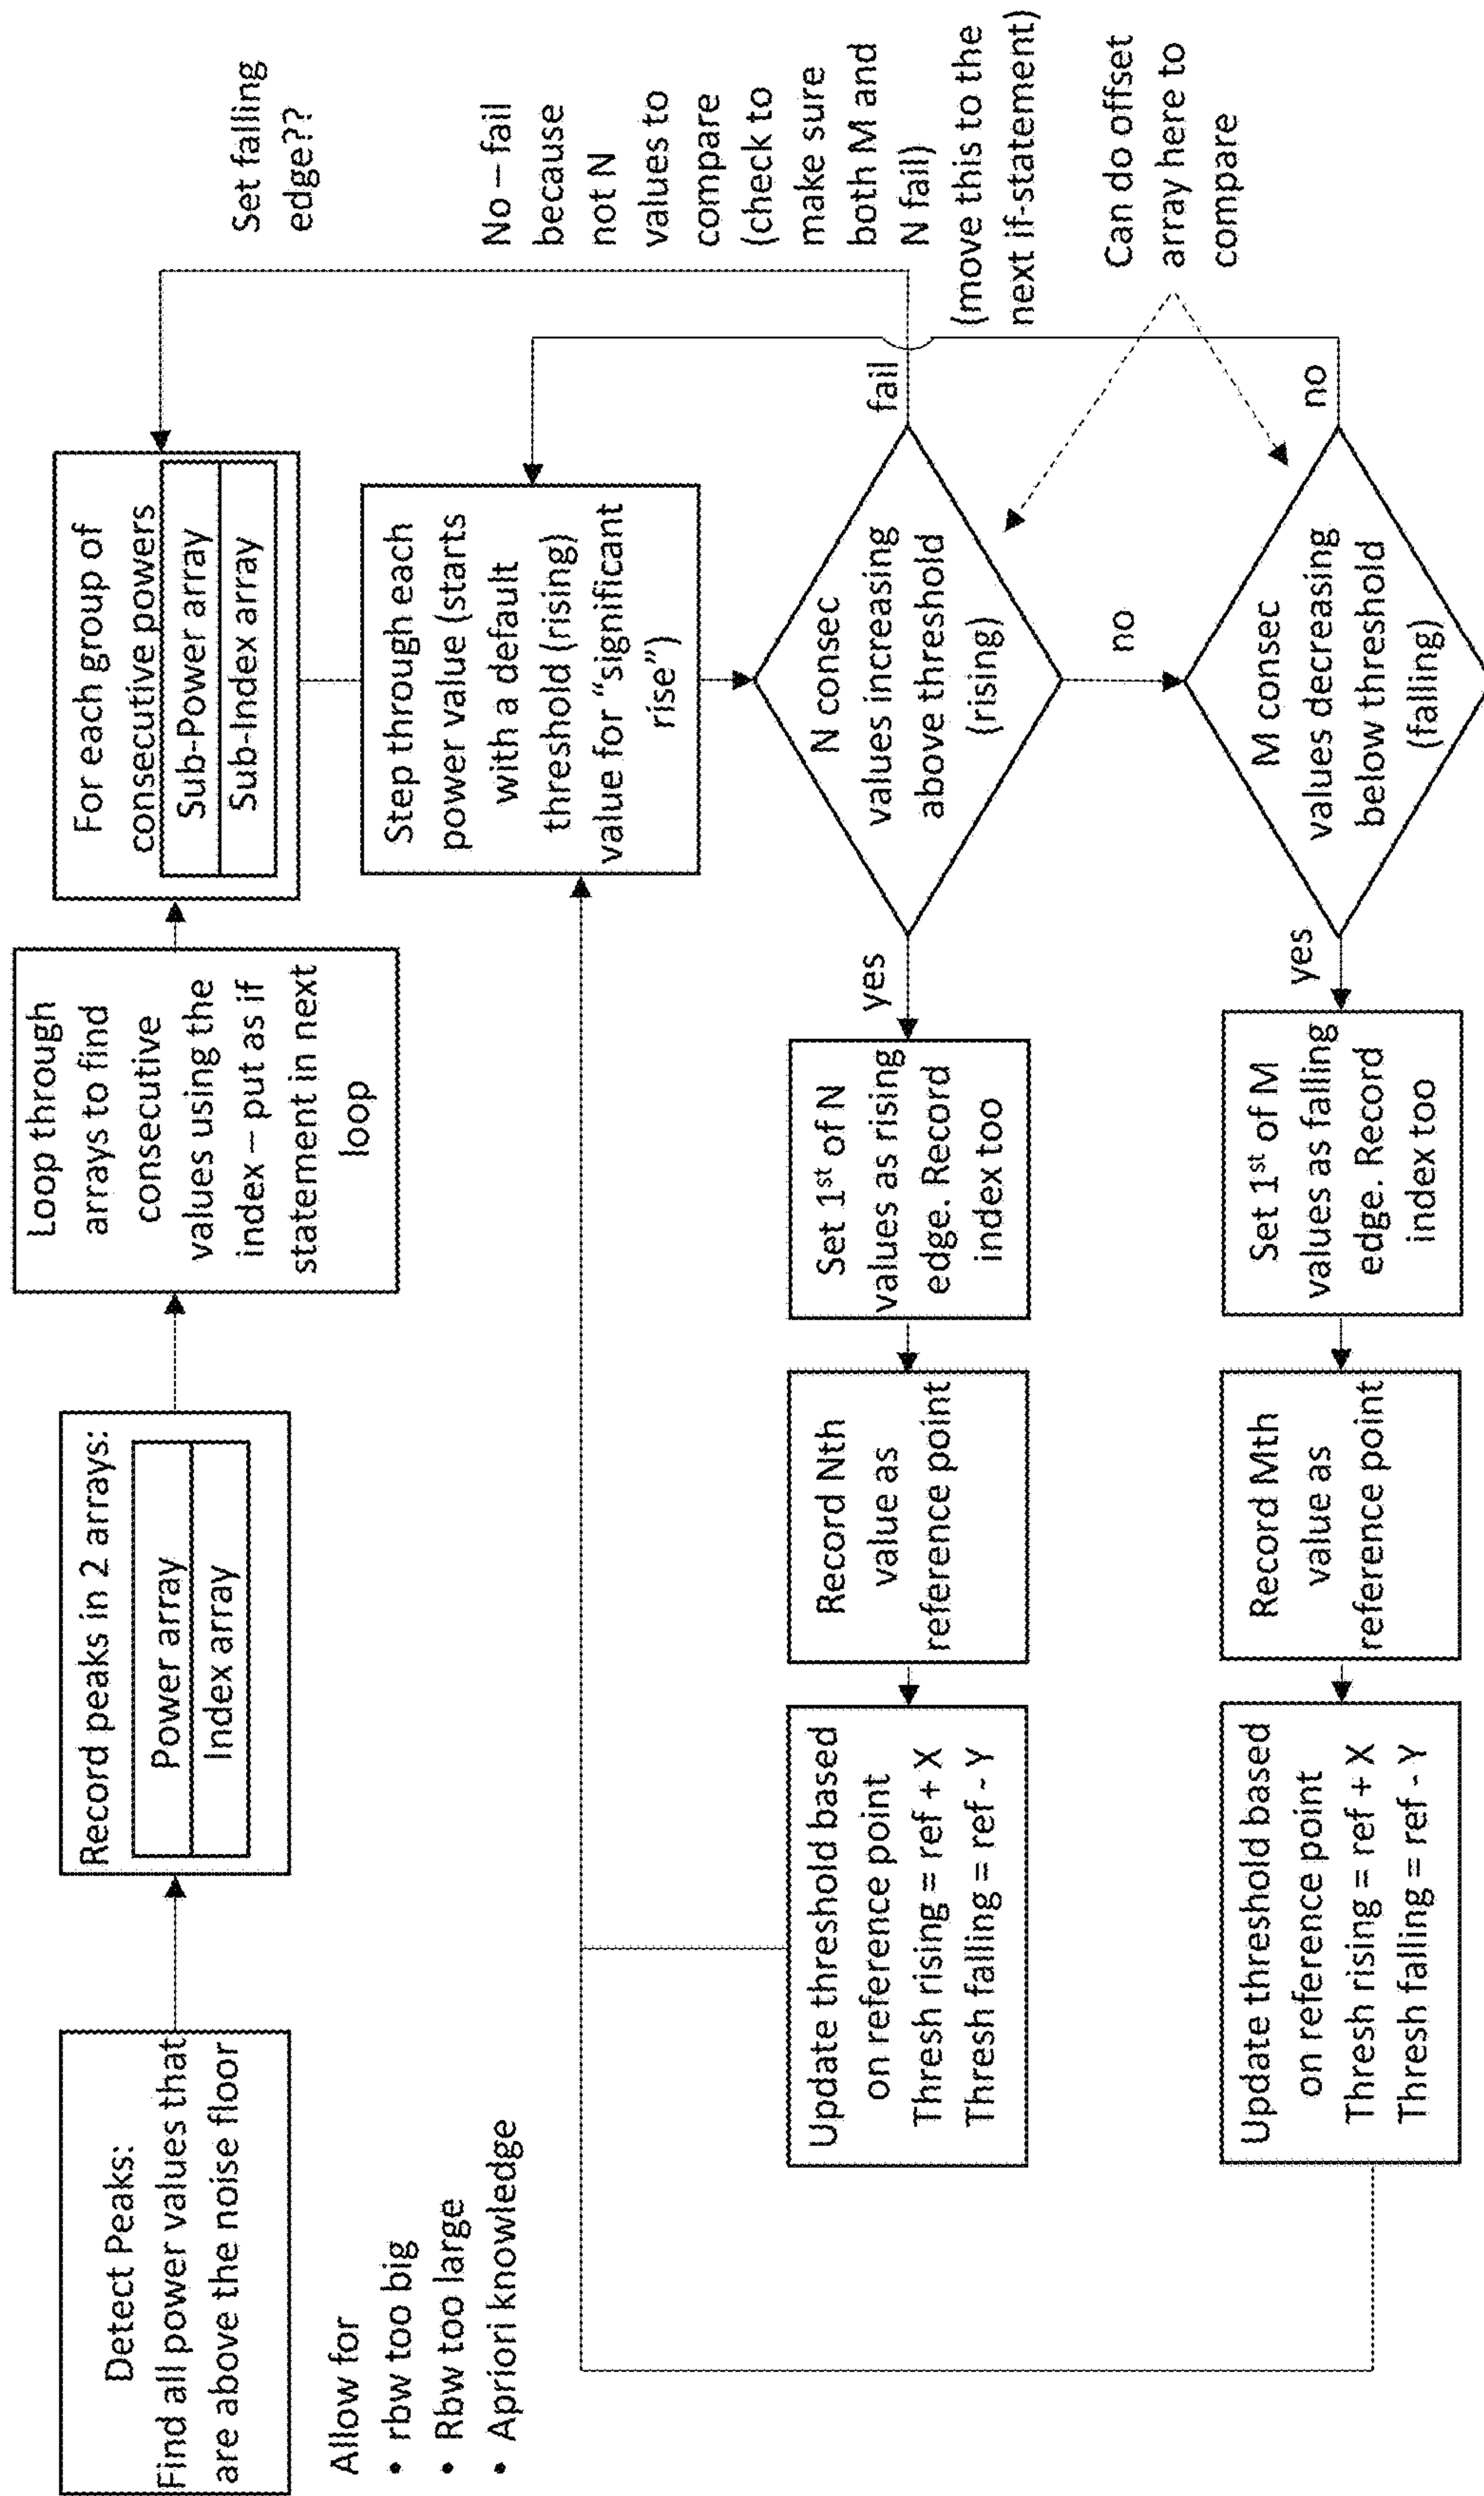 Detect Peaks:
Find all power values that
are above the noise floor
Record peaks in 2 arrays:
Power array
Index array
Loop through
arrays to find
consecutive
values using the
index – put as if
statement in next
loop
For each group of
consecutive powers
Sub-Power array
Sub-Index array
Set falling
edge??
Allow for
• rbw too big
• Rbw too large
• Apriori knowledge
Step through each
power value (starts
with a default
threshold (rising)
value for “significant
rise”)
No – fail
because
not N
values to
compare
(check to
make sure
both M and
N fail)
(move this to the
next if-statement)
Update threshold based
on reference point
Thresh rising = ref + X
Thresh falling = ref - Y
Record Nth
value as
reference point
Set 1st of N
values as rising
edge. Record
index too
yes
N consec
values increasing
above threshold
(rising)
fail
Can do offset
array here to
compare
no
Update threshold based
on reference point
Thresh rising = ref + X
Thresh falling = ref - Y
Record Mth
value as
reference point
Set 1st of M
values as falling
edge. Record
index too
yes
M consec
values decreasing
below threshold
(falling)
no